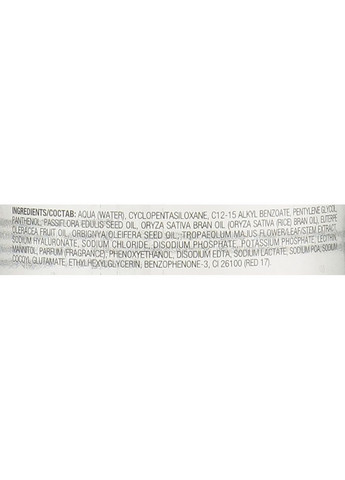 INGREDIENTS/СОСТАВ: AQUA (WATER), CYCLOPENTASILOXANE, C12-15 ALKYL BENZOATE, PENTYLENE GLYCOL,
PANTHENOL, PASSIFLORA EDULIS SEED OIL, ORYZA SATIVA BRAN OIL (ORYZA SATIVA (RICE) BRAN OIL), EUTERPE
OLERACEA FRUIT OIL, ORBIGNYA OLEIFERA SEED OIL, TROPAEOLUM MAJUS FLOWER/LEAF/STEM EXTRACT,
SODIUM HYALURONATE, SODIUM CHLORIDE, DISODIUM PHOSPHATE, POTASSIUM PHOSPHATE, LECITHIN,
MANNITOL, PARFUM (FRAGRANCE), PHENOXYETHANOL, DISODIUM EDTA, SODIUM LACTATE, SODIUM PCA, SODIUM
COCOYL GLUTAMATE, ETHYLHEXYLGLYCERIN, BENZOPHENONE-3, CI 26100 (RED 17).